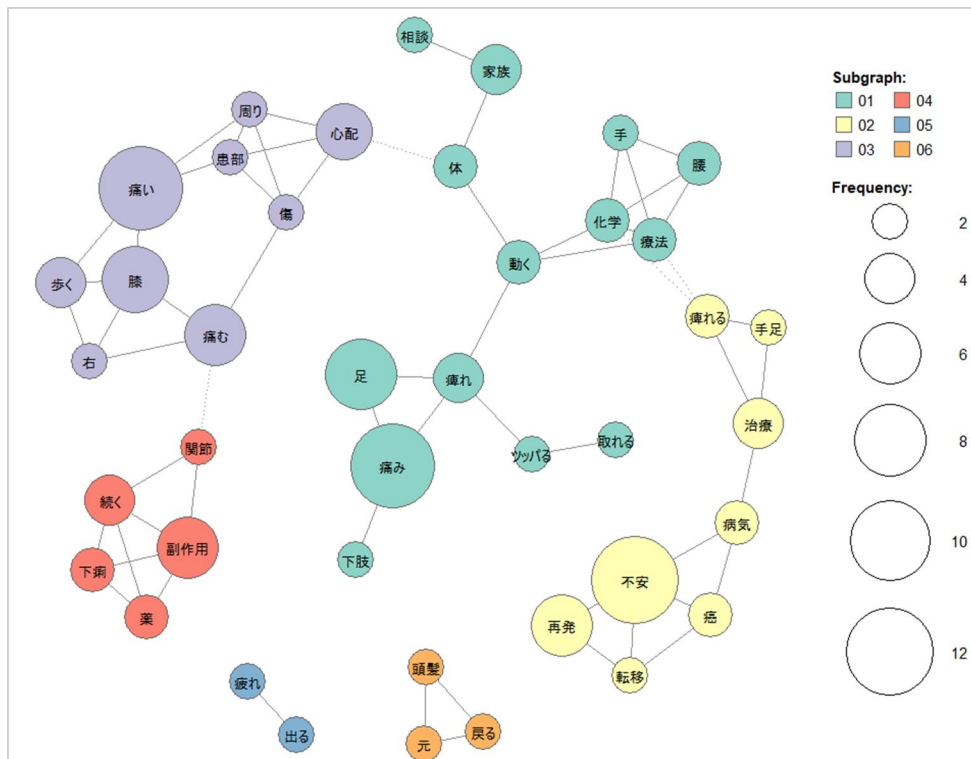 相談
家族
周り
心配
患部
痛い
傷
体
手
腰
化学
療法
動く
歩く
膝
右
痛む
痺れる
手足
足
痺れ
痛み
治療
関節
ツッパる
取れる
続く
副作用
下痢
薬
下肢
病気
不安
再発
癌
転移
疲れ
出る
頭髪
元
戻る
Subgraph:
01 04
02 05
03 06
Frequency:
2
4
6
8
10
12